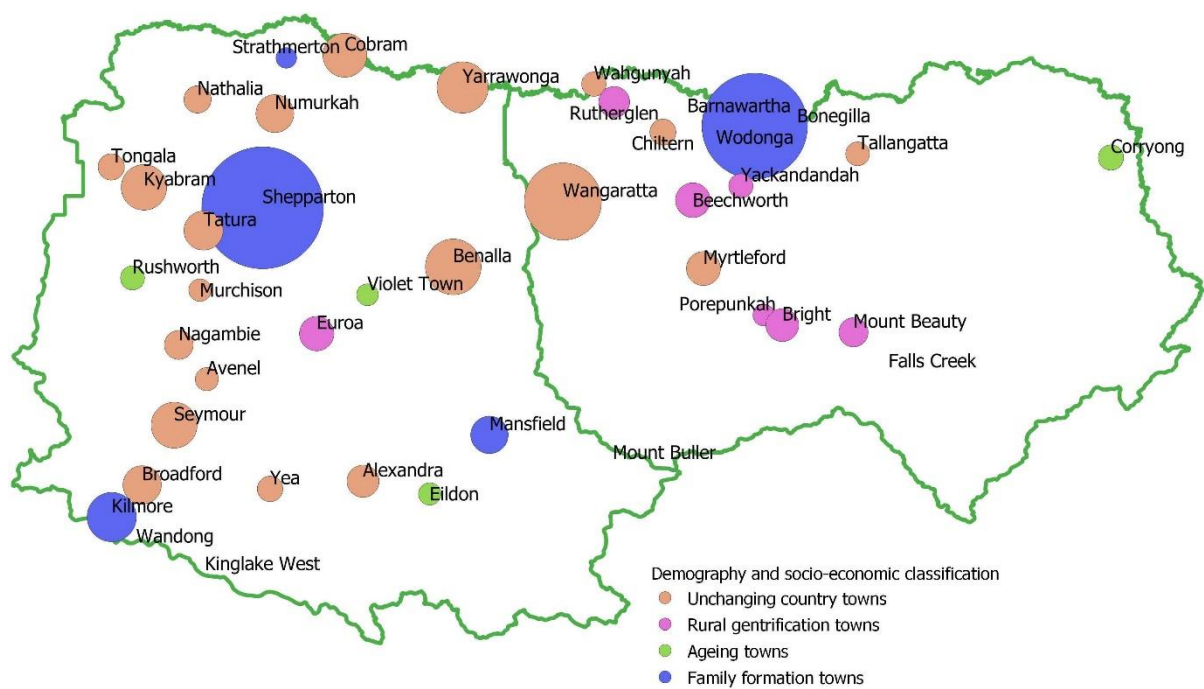 Strathmerton
Cobram
Yarrawonga
Wahgunyah
Nathalia
Numurkah
Rutherglen
Barnawartha
Bonegilla
Chiltern
Wodonga
Tallangatta
Corryong
Tongala
Kyabram
Shepparton
Wangaratta
Yackandandah
Beechworth
Tatura
Benalla
Myrtleford
Rushworth
Murchison
Violet Town
Porepunkah
Bright
Mount Beauty
Euroa
Nagambie
Falls Creek
Avenel
Seymour
Mansfield
Mount Buller
Broadford
Yea
Alexandra
Eildon
Kilmore
Wandong
Kinglake West
Demography and socio-economic classification
Unchanging country towns
Rural gentrification towns
Ageing towns
Family formation towns